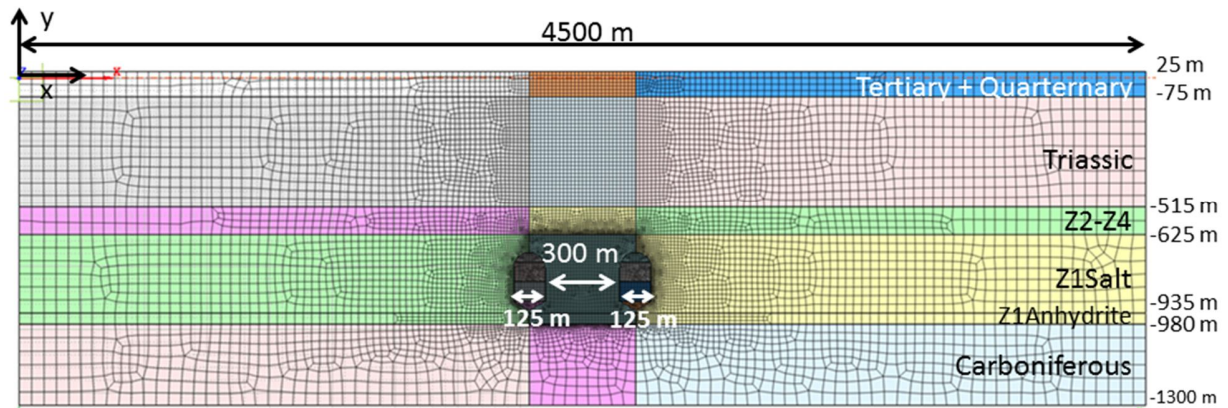 y
4500 m
x
x
25 m
Tertiary + Quarternary
-75 m
Triassic
-515 m
Z2-Z4
-625 m
300 m
Z1Salt
-935 m
125 m
125 m
Z1Anhydrite
-980 m
Carboniferous
-1300 m